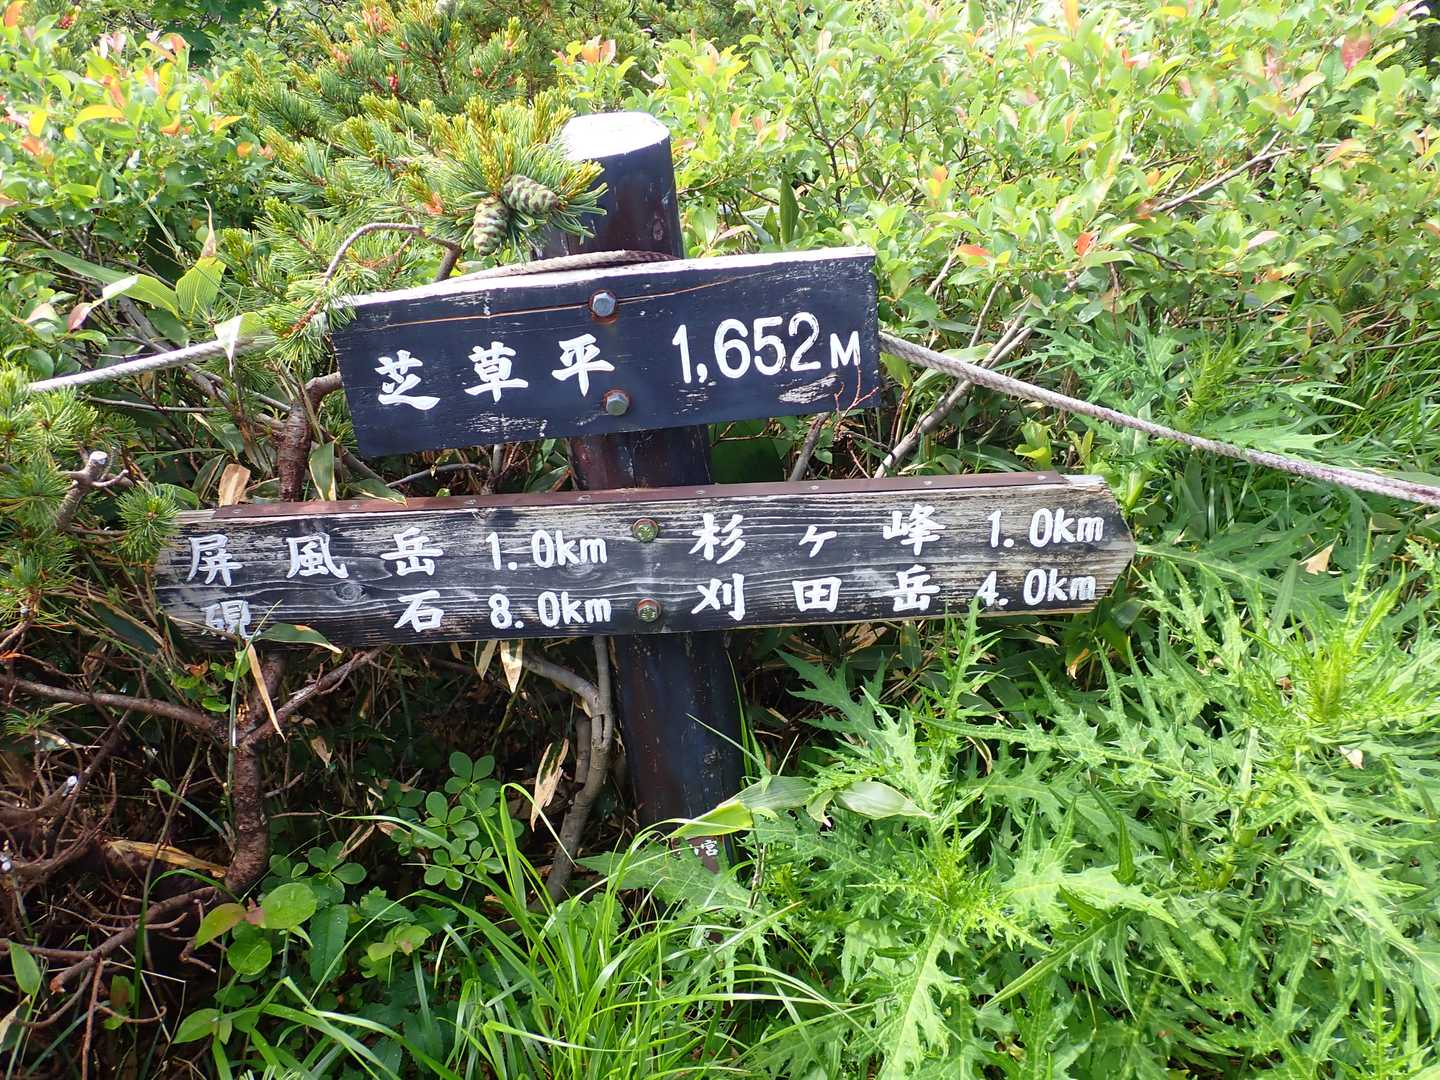 芝草平 1,652M
屏風岳 1.0km 杉ヶ峰 1.0km
硯石 8.0km 刈田岳 4.0km